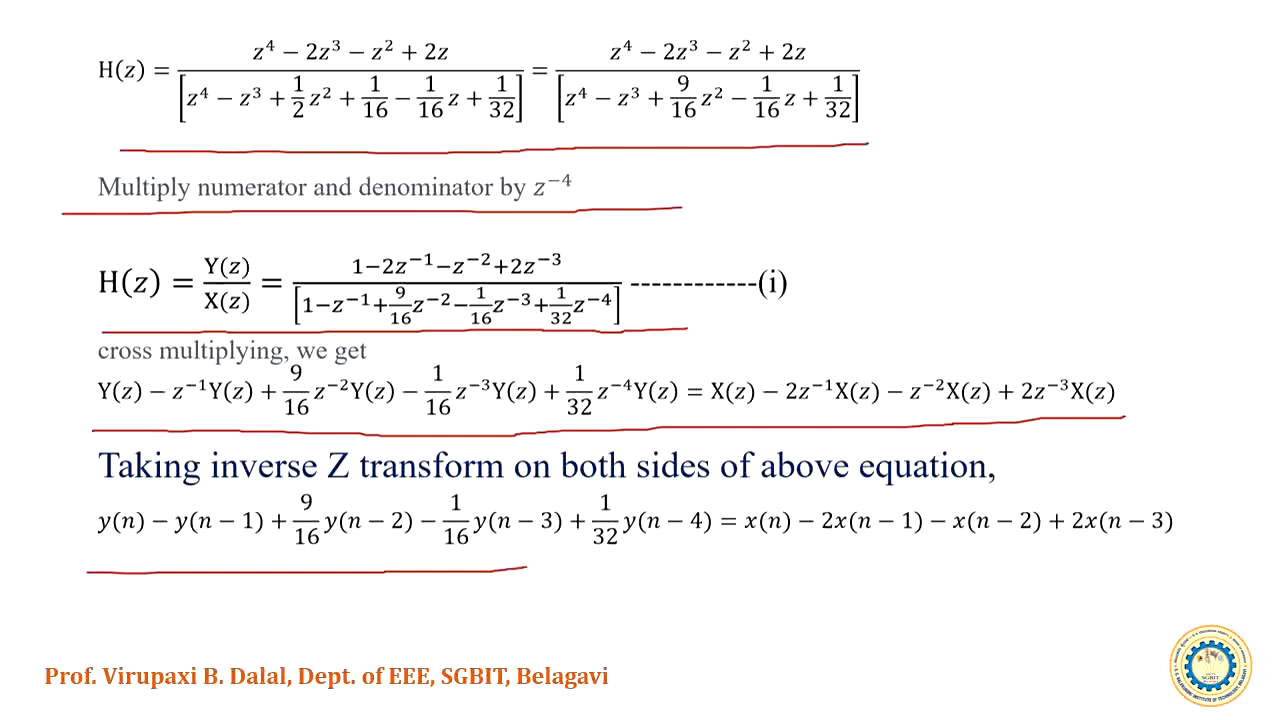 H(z) = (z⁴ − 2z³ − z² + 2z) / [z⁴ − z³ + 1/2 z² + 1/16 − 1/16 z + 1/32] = (z⁴ − 2z³ − z² + 2z) / [z⁴ − z³ + 9/16 z² − 1/16 z + 1/32]
Multiply numerator and denominator by z⁻⁴
H(z) = Y(z)/X(z) = (1−2z⁻¹−z⁻²+2z⁻³) / [1−z⁻¹+9/16 z⁻²−1/16 z⁻³+1/32 z⁻⁴] ------------(i)
cross multiplying, we get
Y(z) − z⁻¹Y(z) + 9/16 z⁻²Y(z) − 1/16 z⁻³Y(z) + 1/32 z⁻⁴Y(z) = X(z) − 2z⁻¹X(z) − z⁻²X(z) + 2z⁻³X(z)
Taking inverse Z transform on both sides of above equation,
y(n) − y(n − 1) + 9/16 y(n − 2) − 1/16 y(n − 3) + 1/32 y(n − 4) = x(n) − 2x(n − 1) − x(n − 2) + 2x(n − 3)
Prof. Virupaxi B. Dalal, Dept. of EEE, SGBIT, Belagavi
SGBIT